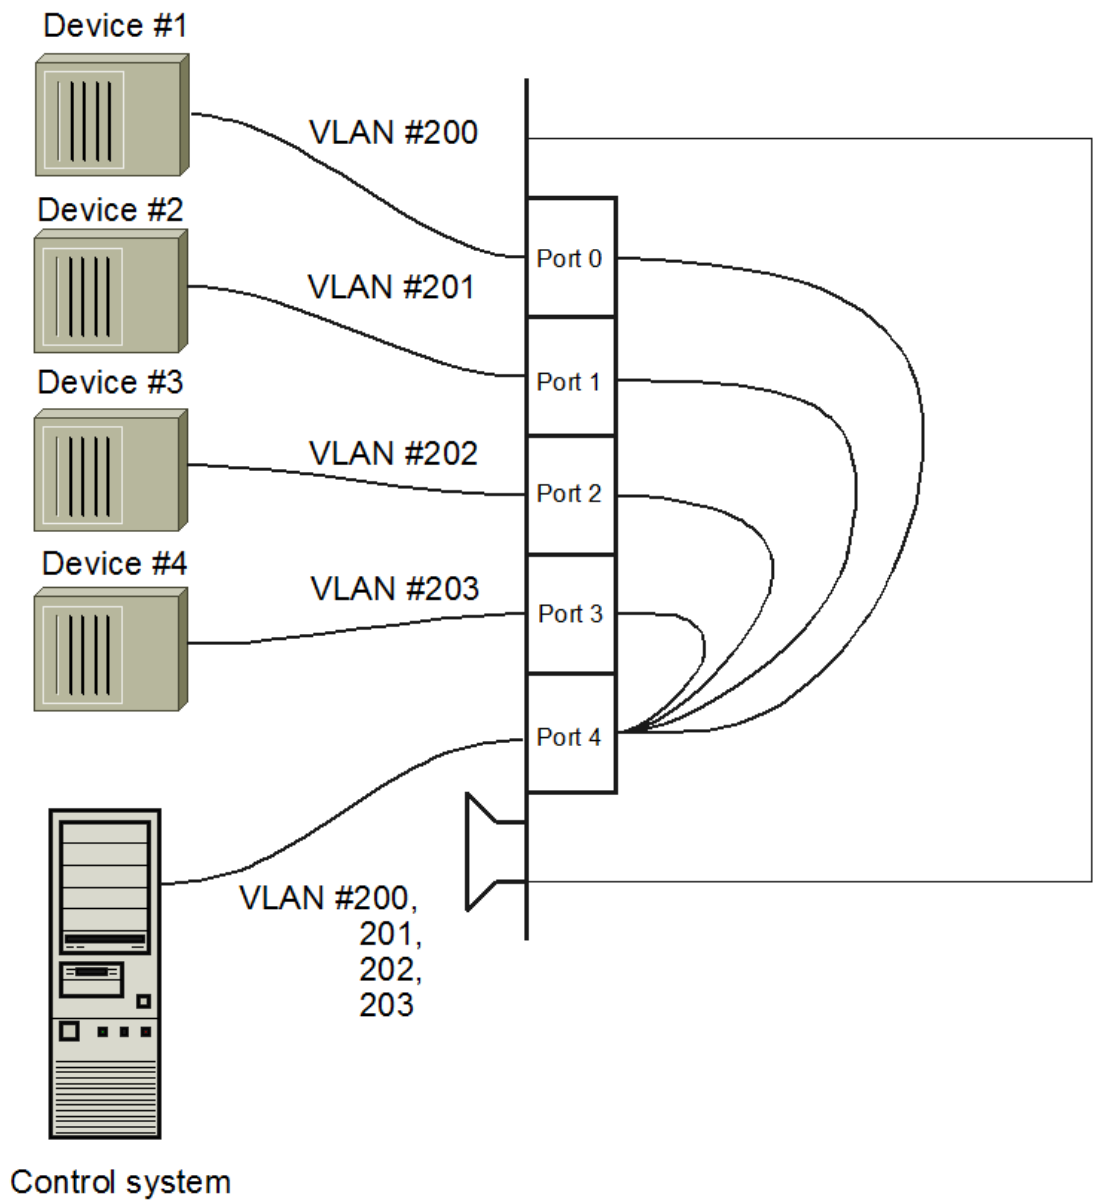 Device #1
VLAN #200
Device #2
Port 0
VLAN #201
Device #3
Port 1
VLAN #202
Port 2
Device #4
VLAN #203
Port 3
Port 4
VLAN #200,
201,
202,
203
Control system